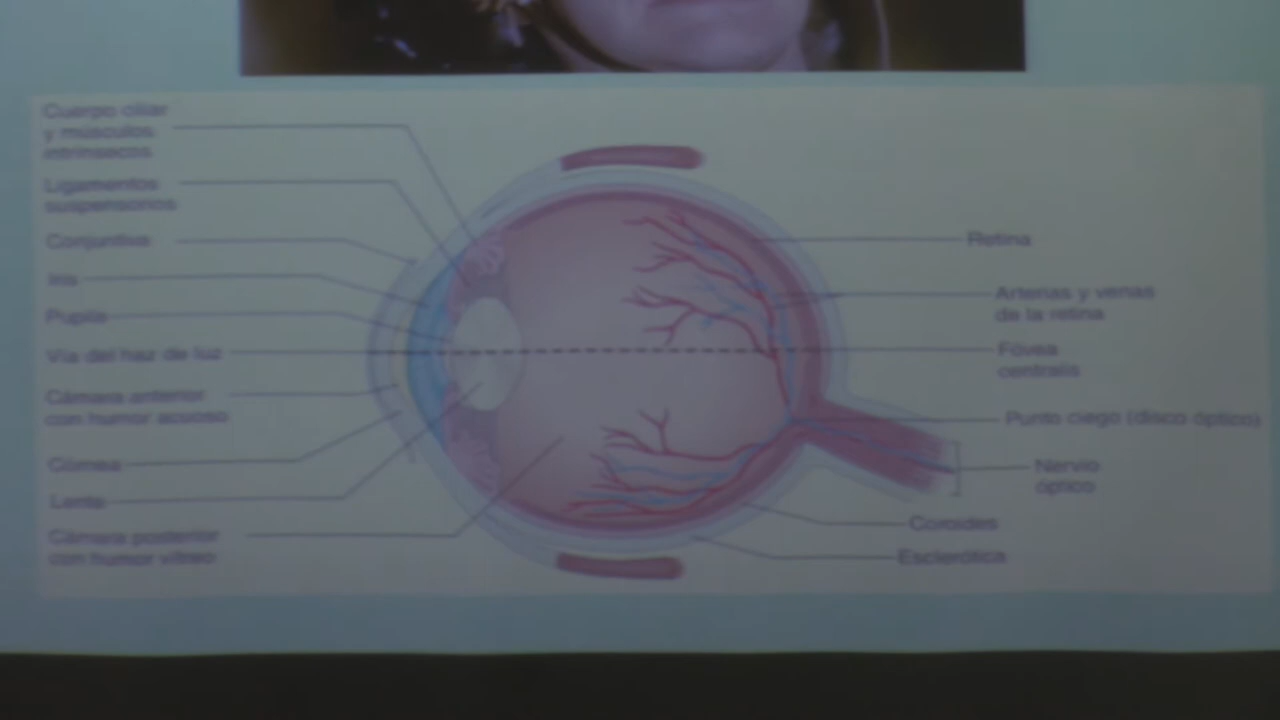 Cuerpo ciliar
y músculos
intrínsecos
Ligamentos
suspensorios
Conjuntiva
Iris
Pupila
Vía del haz de luz
Cámara anterior
con humor acuoso
Córnea
Lente
Cámara posterior
con humor vítreo
Retina
Arterias y venas
de la retina
Fóvea
centralis
Punto ciego (disco óptico)
Nervio
óptico
Coroides
Esclerótica